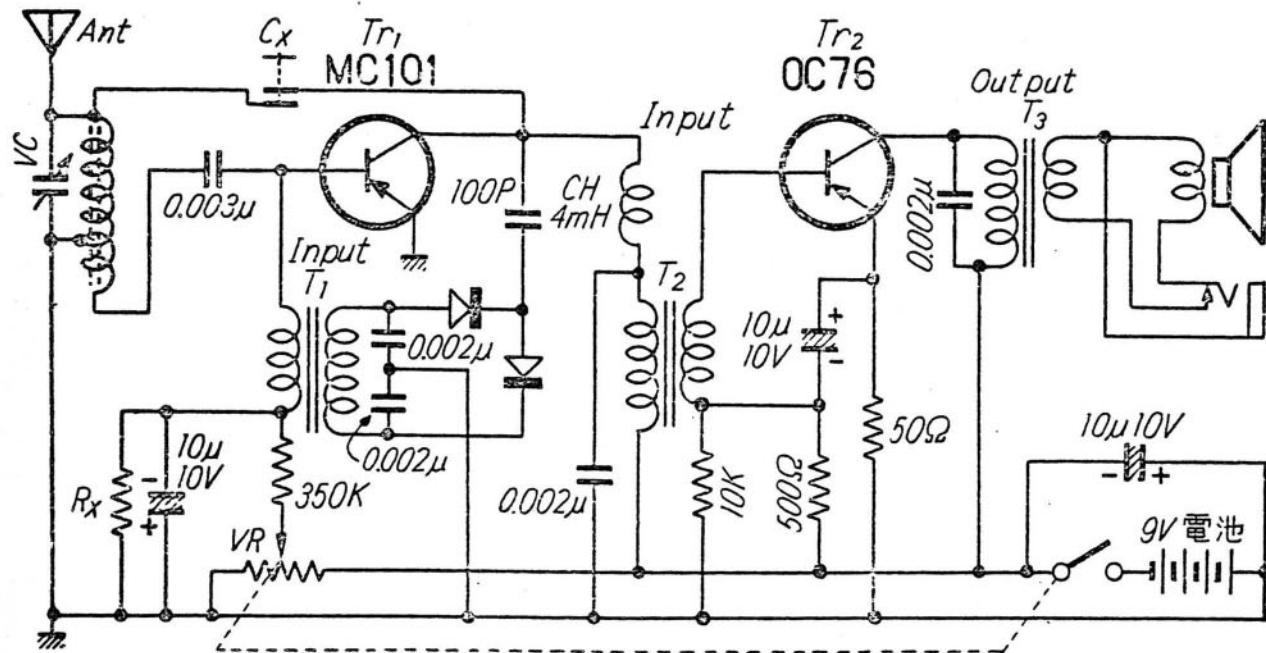 Ant
Cx
Tr1
MC101
Tr2
OC76
Output
T3
Input
VC
0.003μ
100P
CH
4mH
0.002μ
Input
T1
T2
0.002μ
10μ
10V
+
-
50Ω
10μ 10V
- +
Rx
10μ
10V
-
+
350K
0.002μ
0.002μ
10K
500Ω
9V電池
VR